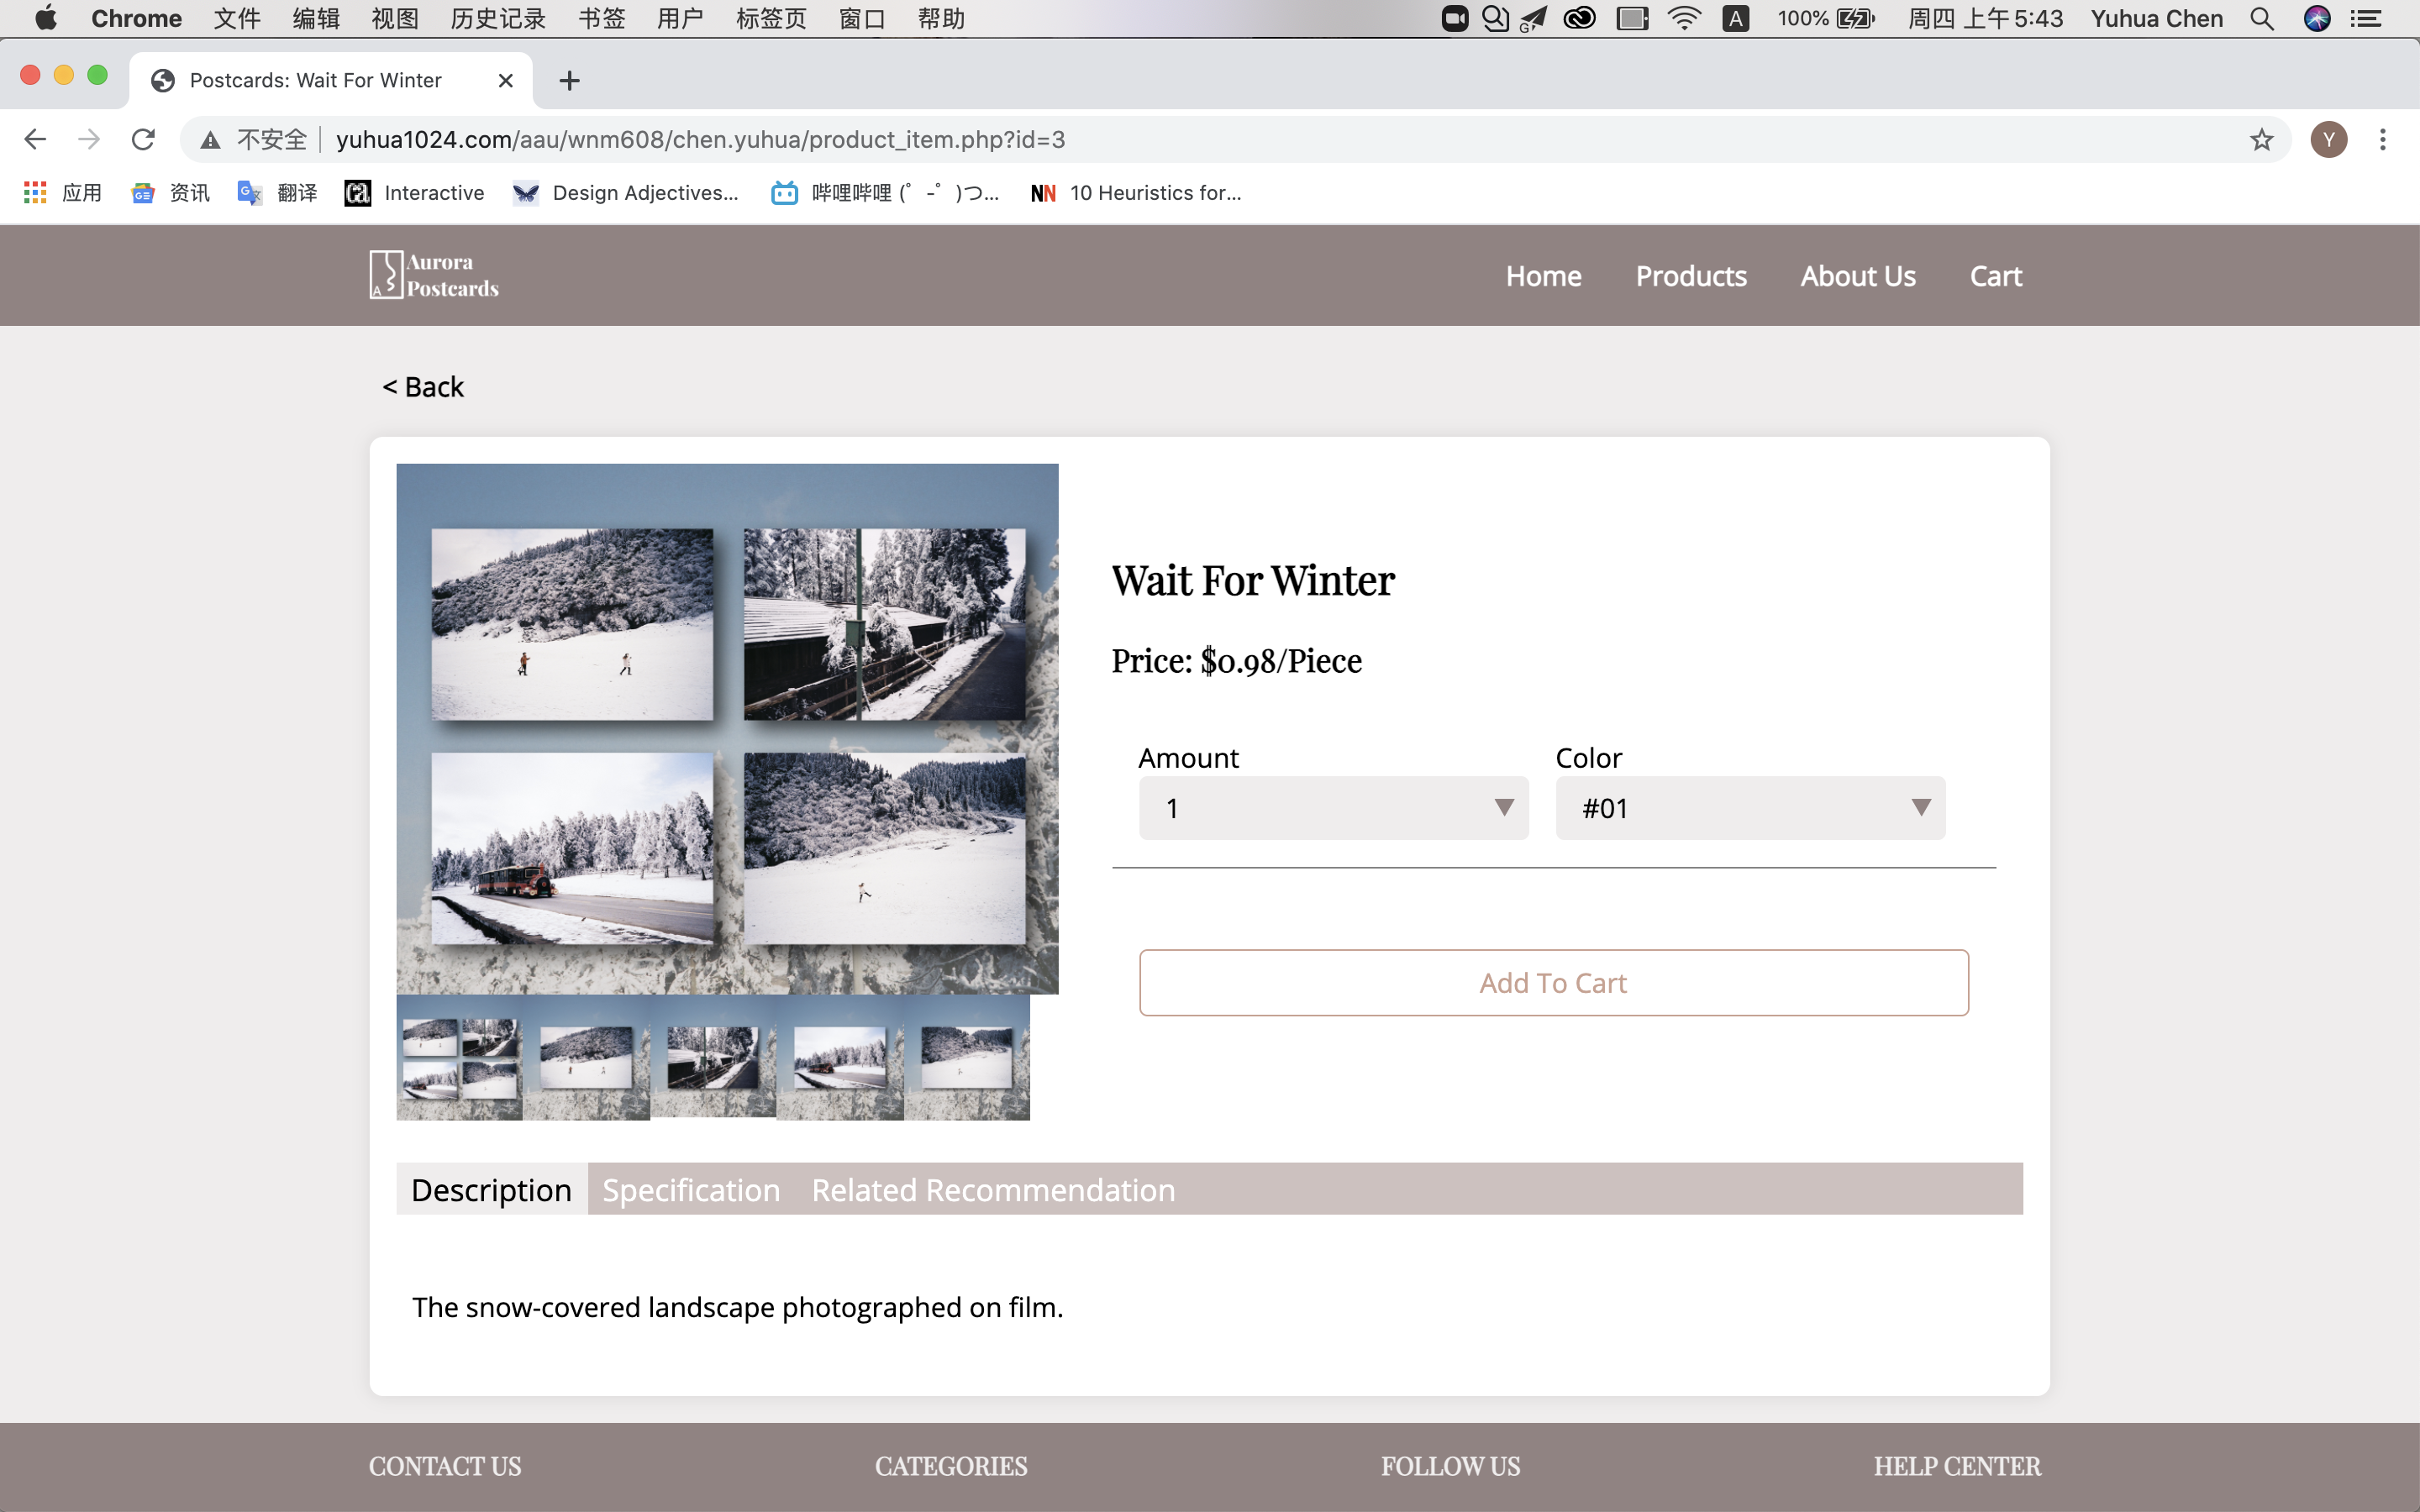 Chrome 文件 编辑 视图 历史记录 书签 用户 标签页 窗口 帮助 A 100% 周四 上午5:43 Yuhua Chen
Postcards: Wait For Winter
不安全 yuhua1024.com/aau/wnm608/chen.yuhua/product_item.php?id=3 Y
应用 资讯 翻译 Interactive Design Adjectives... 哔哩哔哩 (゜-゜)つ... NN 10 Heuristics for...
A Aurora
Postcards
Home Products About Us Cart
< Back
Wait For Winter
Price: $0.98/Piece
Amount Color
1 #01
Add To Cart
Description Specification Related Recommendation
The snow-covered landscape photographed on film.
CONTACT US CATEGORIES FOLLOW US HELP CENTER